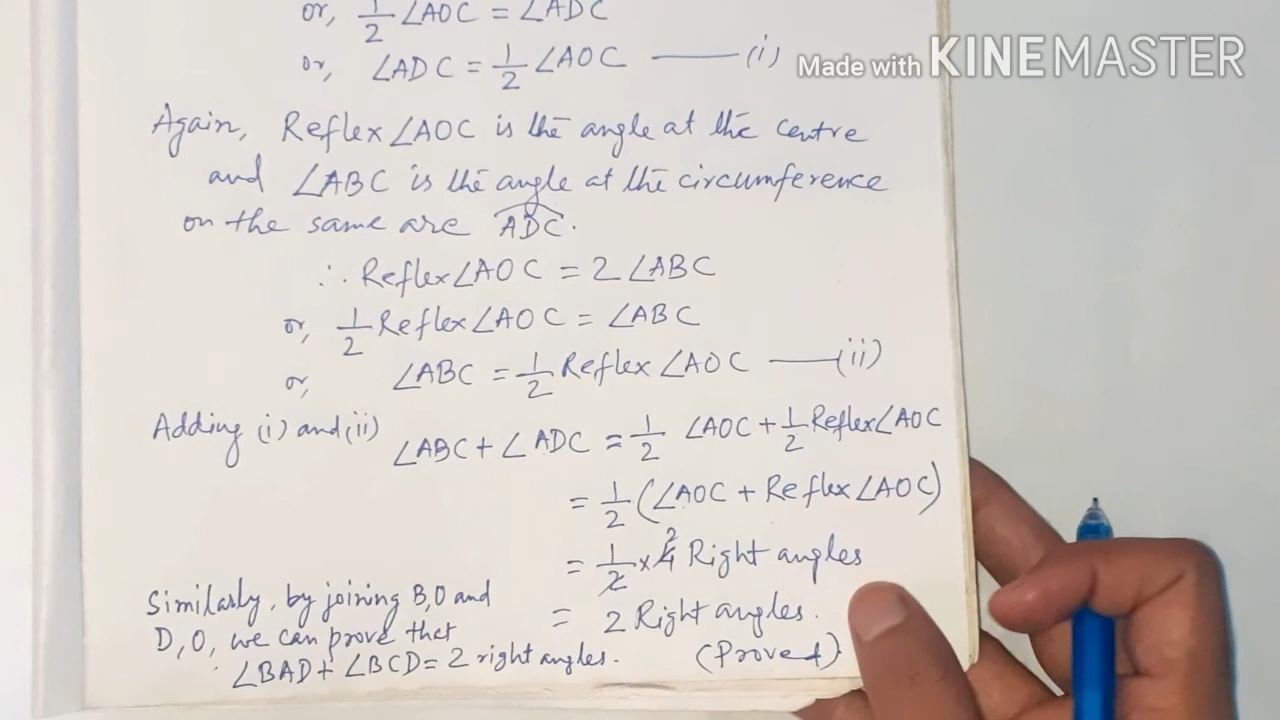 or, 1/2 ∠AOC = ∠ADC
or, ∠ADC = 1/2 ∠AOC —— (i)
Made with KINEMASTER
Again, Reflex ∠AOC is the angle at the centre
and ∠ABC is the angle at the circumference
on the same arc ADC.
∴ Reflex ∠AOC = 2 ∠ABC
or, 1/2 Reflex ∠AOC = ∠ABC
or, ∠ABC = 1/2 Reflex ∠AOC —— (ii)
Adding (i) and (ii) ∠ABC + ∠ADC = 1/2 ∠AOC + 1/2 Reflex ∠AOC
= 1/2 (∠AOC + Reflex ∠AOC)
= 1/2 × 4 2 Right angles
= 2 Right angles.
(Proved)
Similarly, by joining B, O and
D, O, we can prove that
∠BAD + ∠BCD = 2 right angles.